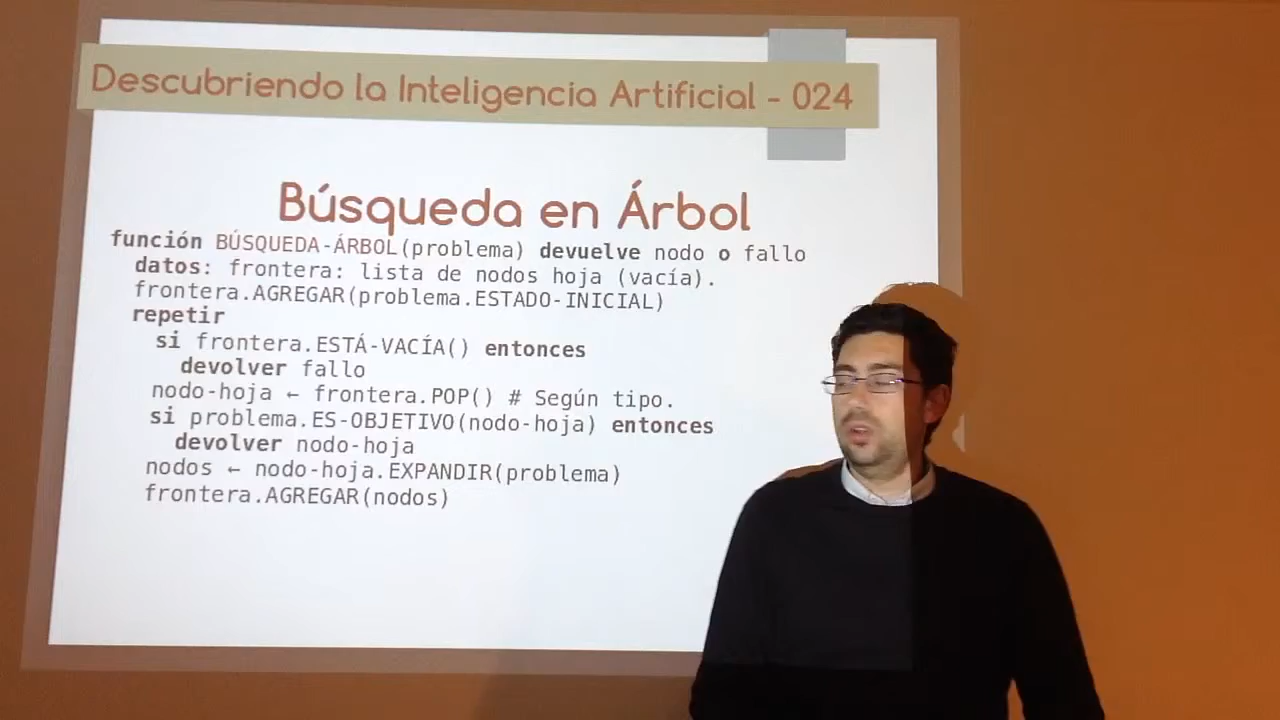 Descubriendo la Inteligencia Artificial - 024
Búsqueda en Árbol
función BÚSQUEDA-ÁRBOL(problema) devuelve nodo o fallo
datos: frontera: lista de nodos hoja (vacía).
frontera.AGREGAR(problema.ESTADO-INICIAL)
repetir
si frontera.ESTÁ-VACÍA() entonces
devolver fallo
nodo-hoja ← frontera.POP() # Según tipo.
si problema.ES-OBJETIVO(nodo-hoja) entonces
devolver nodo-hoja
nodos ← nodo-hoja.EXPANDIR(problema)
frontera.AGREGAR(nodos)